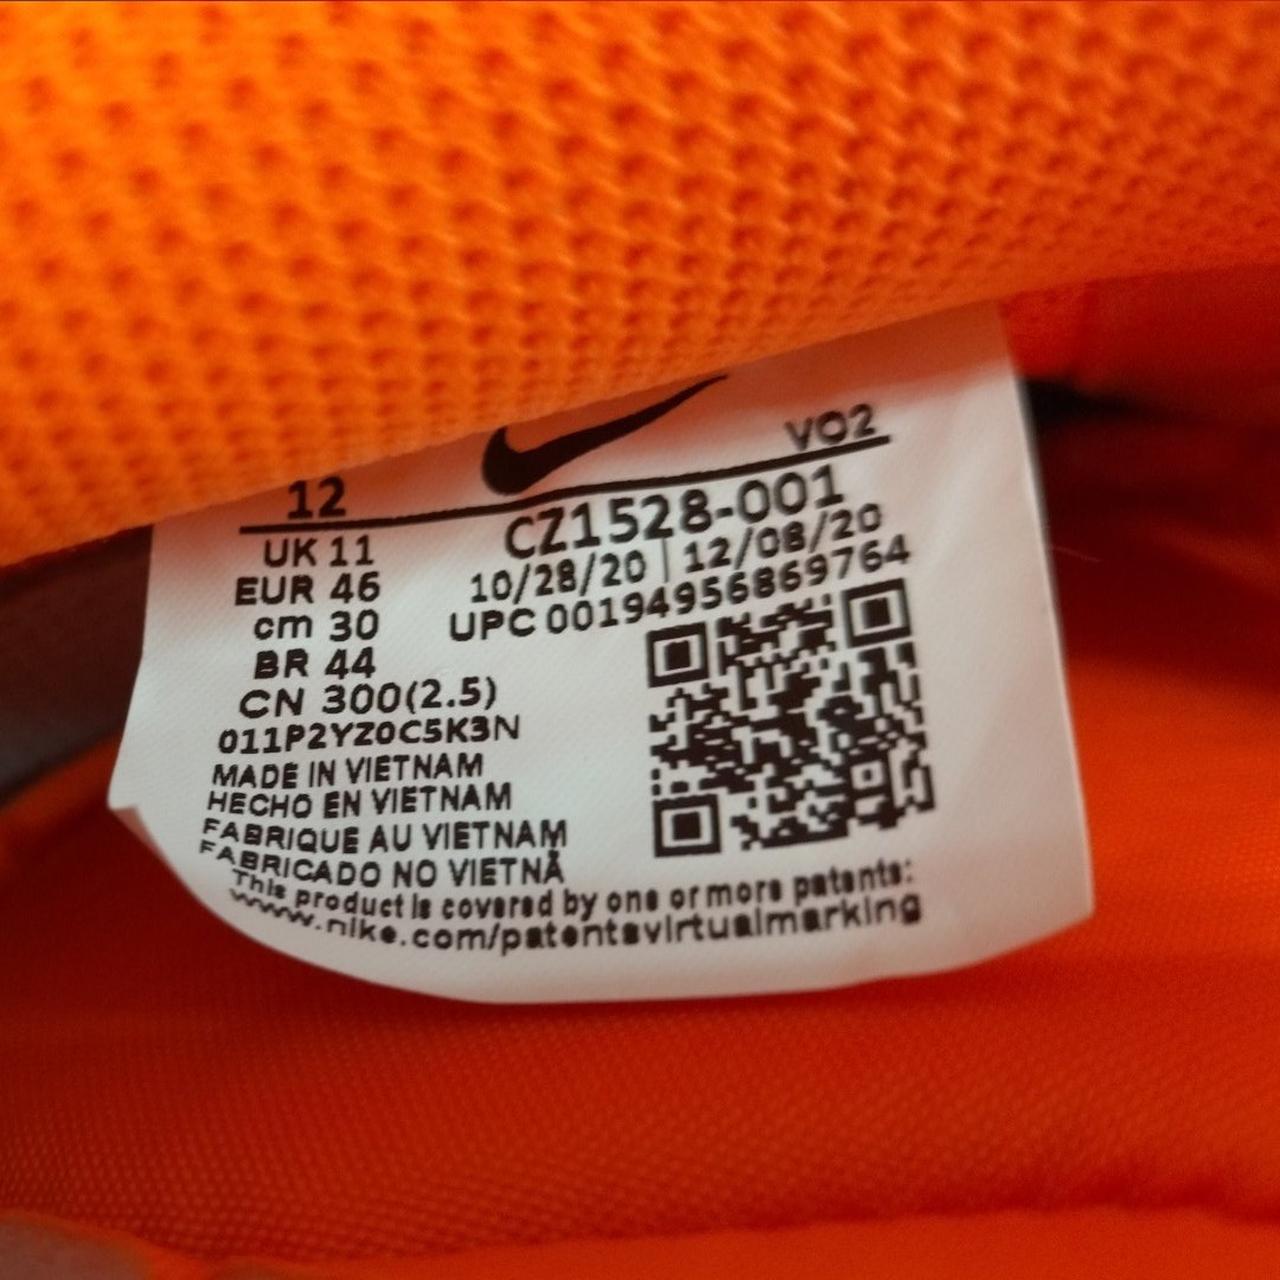 12
VO2
UK 11
EUR 46
cm 30
BR 44
CN 300(2.5)
CZ1528-001
10/28/20 | 12/08/20
UPC 00194956869764
011P2YZ0C5K3N
MADE IN VIETNAM
HECHO EN VIETNAM
FABRIQUE AU VIETNAM
FABRICADO NO VIETNÃ
This product is covered by one or more patents:
www.nike.com/patentsvirtualmarking